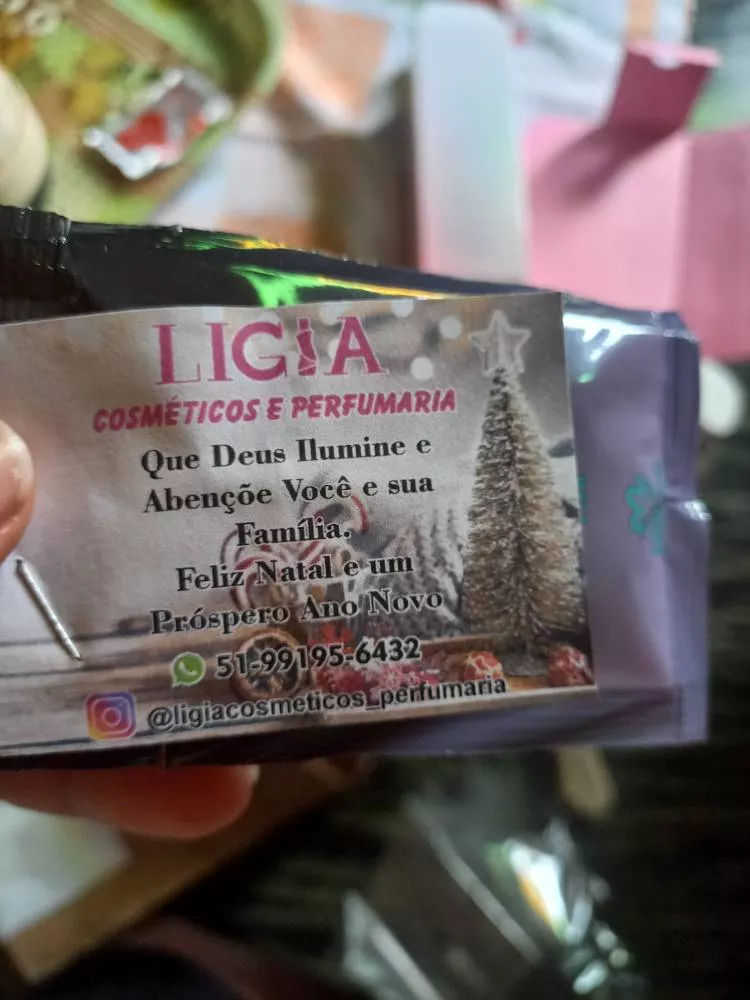 LIGIA
COSMÉTICOS E PERFUMARIA
Que Deus Ilumine e
Abençõe Você e sua
Família.
Feliz Natal e um
Próspero Ano Novo
51-99195-6432
@ligiacosmeticos_perfumaria